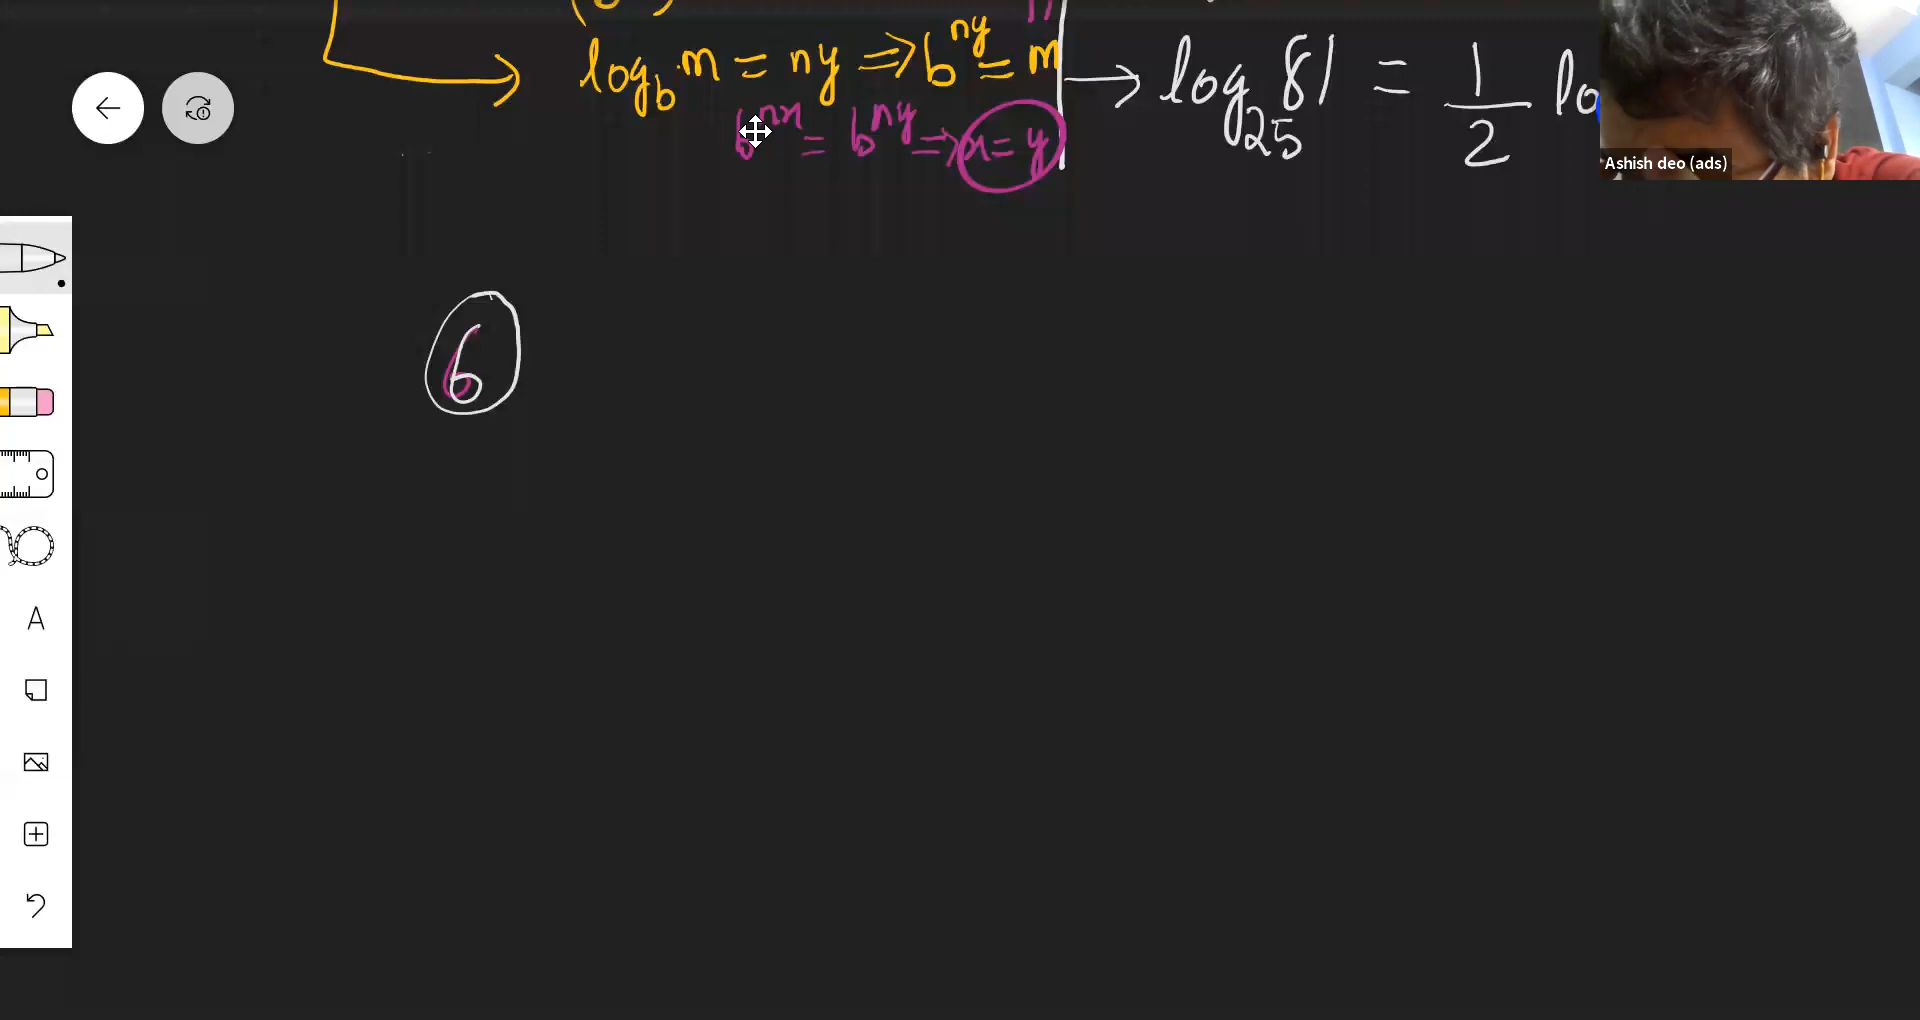 log_b m = ny => b^ny = m
b^nx = b^ny => x = y
→ log_25 81 = 1/2 lo
Ashish deo (ads)
6
A